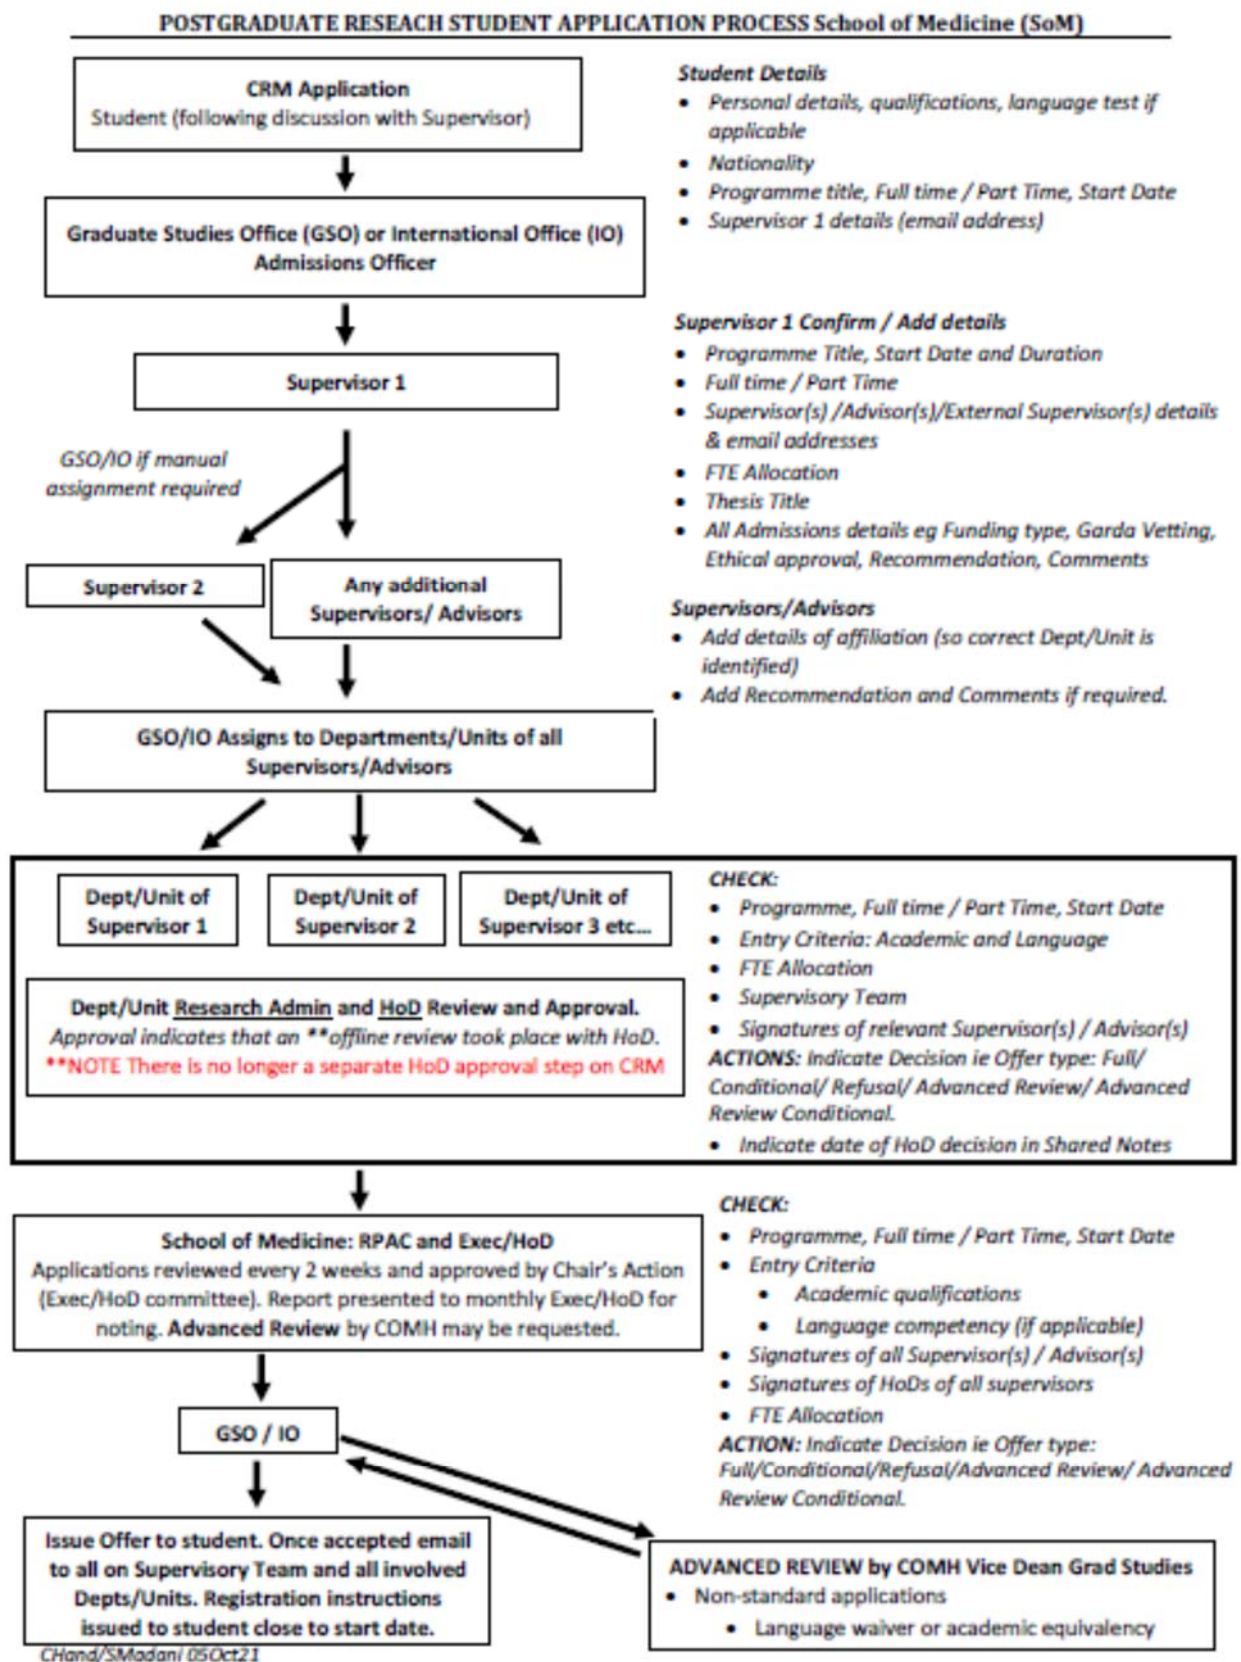 POSTGRADUATE RESEACH STUDENT APPLICATION PROCESS School of Medicine (SoM)
CRM Application
Student (following discussion with Supervisor)
Student Details
• Personal details, qualifications, language test if
applicable
• Nationality
• Programme title, Full time / Part Time, Start Date
• Supervisor 1 details (email address)
Graduate Studies Office (GSO) or International Office (IO)
Admissions Officer
Supervisor 1
Supervisor 1 Confirm / Add details
• Programme Title, Start Date and Duration
• Full time / Part Time
• Supervisor(s) /Advisor(s)/External Supervisor(s) details
& email addresses
• FTE Allocation
• Thesis Title
• All Admissions details eg Funding type, Garda Vetting,
Ethical approval, Recommendation, Comments
GSO/IO if manual
assignment required
Supervisor 2
Any additional
Supervisors/ Advisors
Supervisors/Advisors
• Add details of affiliation (so correct Dept/Unit is
identified)
• Add Recommendation and Comments if required.
GSO/IO Assigns to Departments/Units of all
Supervisors/Advisors
Dept/Unit of
Supervisor 1
Dept/Unit of
Supervisor 2
Dept/Unit of
Supervisor 3 etc...
Dept/Unit Research Admin and HoD Review and Approval.
Approval indicates that an **offline review took place with HoD.
**NOTE There is no longer a separate HoD approval step on CRM
CHECK:
• Programme, Full time / Part Time, Start Date
• Entry Criteria: Academic and Language
• FTE Allocation
• Supervisory Team
• Signatures of relevant Supervisor(s) / Advisor(s)
ACTIONS: Indicate Decision ie Offer type: Full/
Conditional/ Refusal/ Advanced Review/ Advanced
Review Conditional.
• Indicate date of HoD decision in Shared Notes
School of Medicine: RPAC and Exec/HoD
Applications reviewed every 2 weeks and approved by Chair's Action
(Exec/HoD committee). Report presented to monthly Exec/HoD for
noting. Advanced Review by COMH may be requested.
CHECK:
• Programme, Full time / Part Time, Start Date
• Entry Criteria
• Academic qualifications
• Language competency (if applicable)
• Signatures of all Supervisor(s) / Advisor(s)
• Signatures of HoDs of all supervisors
• FTE Allocation
ACTION: Indicate Decision ie Offer type:
Full/Conditional/Refusal/Advanced Review/ Advanced
Review Conditional.
GSO / IO
Issue Offer to student. Once accepted email
to all on Supervisory Team and all involved
Depts/Units. Registration instructions
issued to student close to start date.
ADVANCED REVIEW by COMH Vice Dean Grad Studies
• Non-standard applications
• Language waiver or academic equivalency
CHand/SMadani 05Oct21